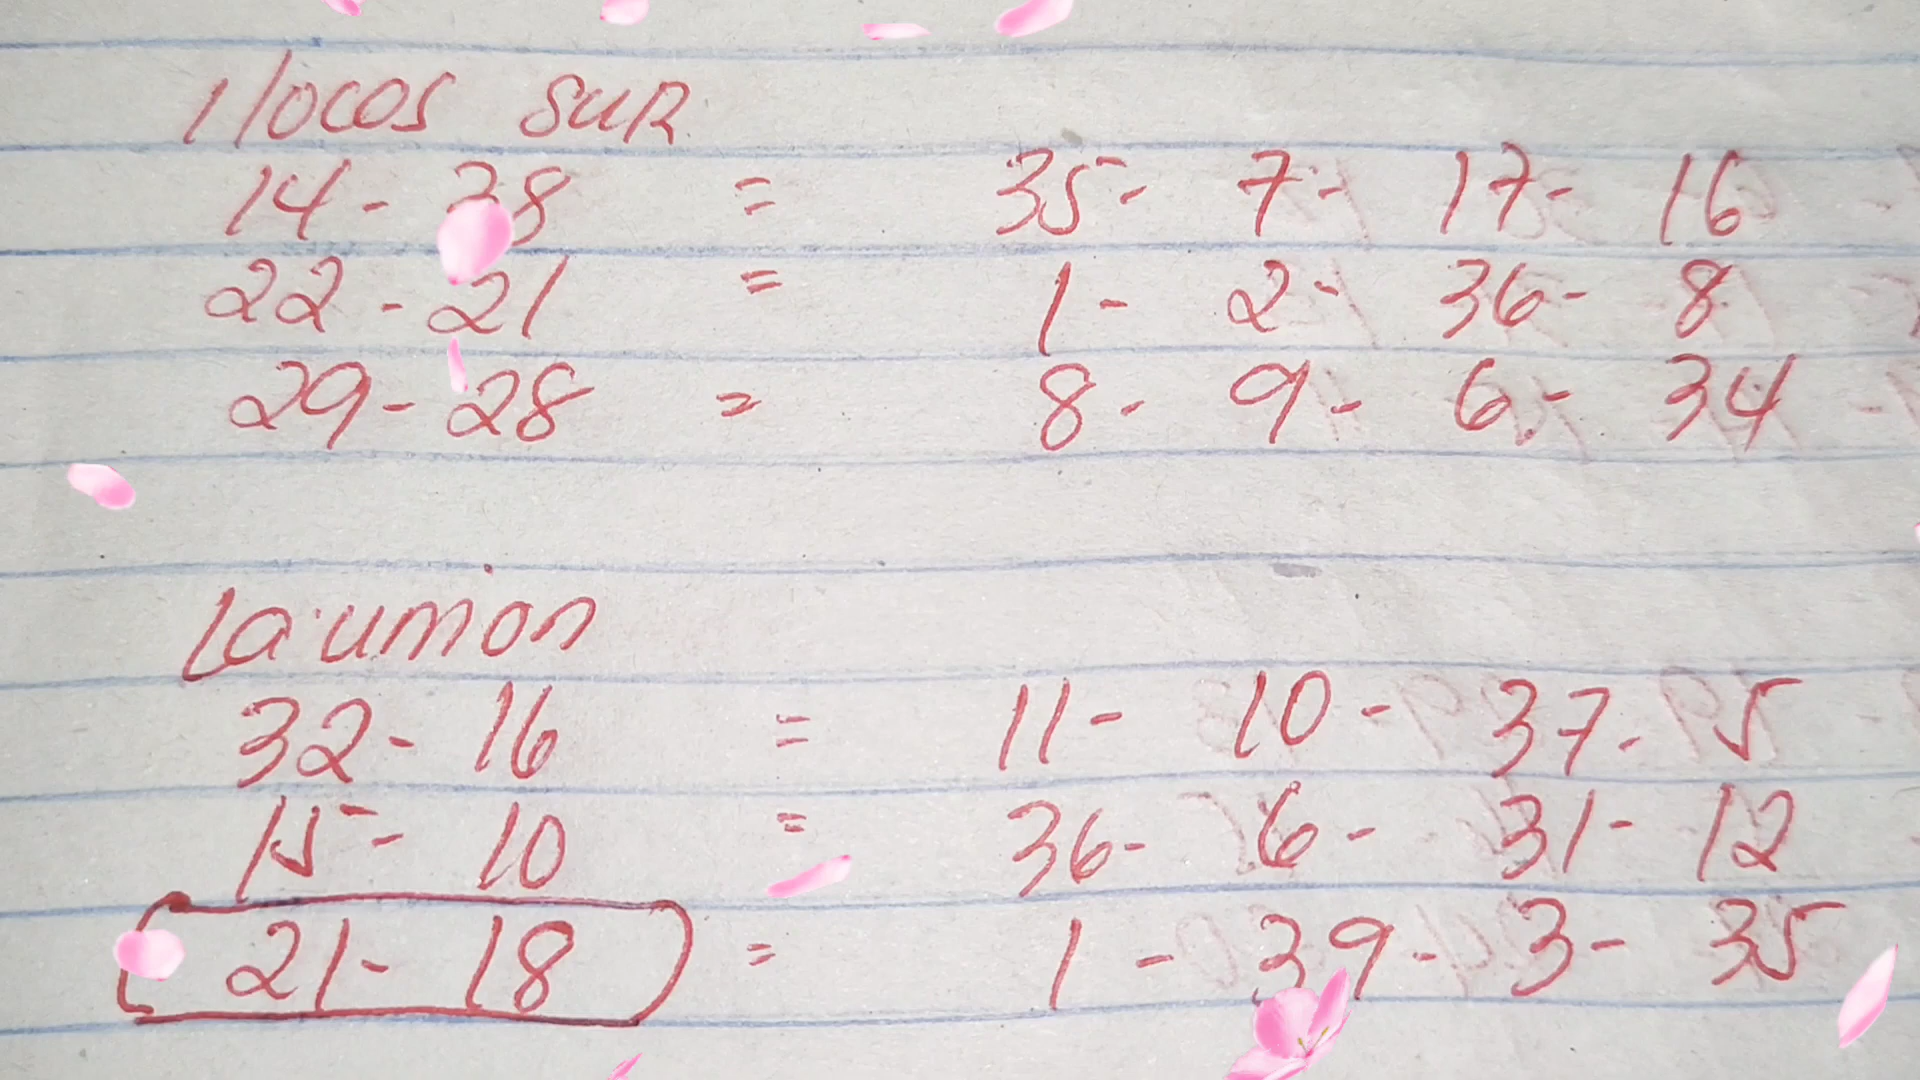 Ilocos SUR
14 - 38 = 35 - 7 - 17 - 16
22 - 21 = 1 - 2 - 36 - 8
29 - 28 = 8 - 9 - 6 - 34
La.umon
32 - 16 = 11 - 10 - 37 - 5
15 - 10 = 36 - 6 - 31 - 12
21 - 18 = 1 - 39 - 3 - 35